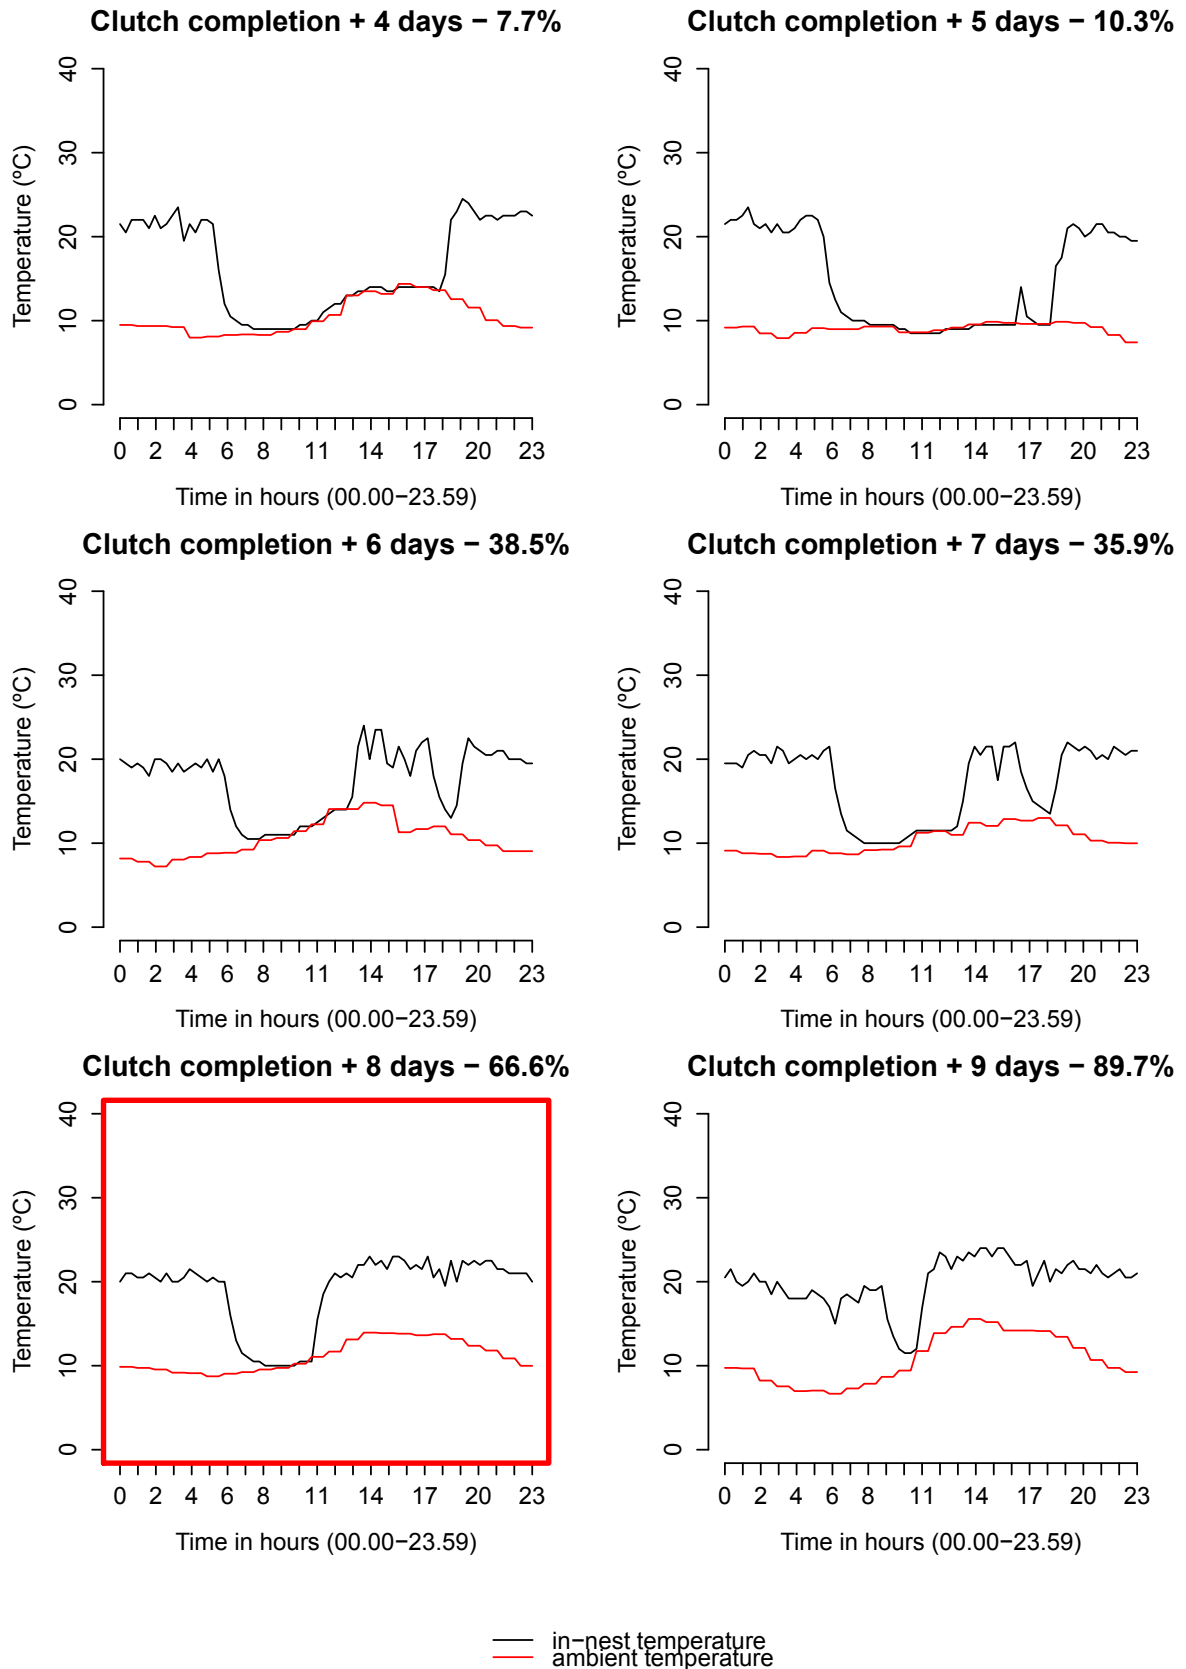 Clutch completion + 4 days − 7.7%
Temperature (ºC)
0 10 20 30 40
0 2 4 6 8 11 14 17 20 23
Time in hours (00.00−23.59)
Clutch completion + 5 days − 10.3%
Temperature (ºC)
0 10 20 30 40
0 2 4 6 8 11 14 17 20 23
Time in hours (00.00−23.59)
Clutch completion + 6 days − 38.5%
Temperature (ºC)
0 10 20 30 40
0 2 4 6 8 11 14 17 20 23
Time in hours (00.00−23.59)
Clutch completion + 7 days − 35.9%
Temperature (ºC)
0 10 20 30 40
0 2 4 6 8 11 14 17 20 23
Time in hours (00.00−23.59)
Clutch completion + 8 days − 66.6%
Temperature (ºC)
0 10 20 30 40
0 2 4 6 8 11 14 17 20 23
Time in hours (00.00−23.59)
Clutch completion + 9 days − 89.7%
Temperature (ºC)
0 10 20 30 40
0 2 4 6 8 11 14 17 20 23
Time in hours (00.00−23.59)
in−nest temperature
ambient temperature